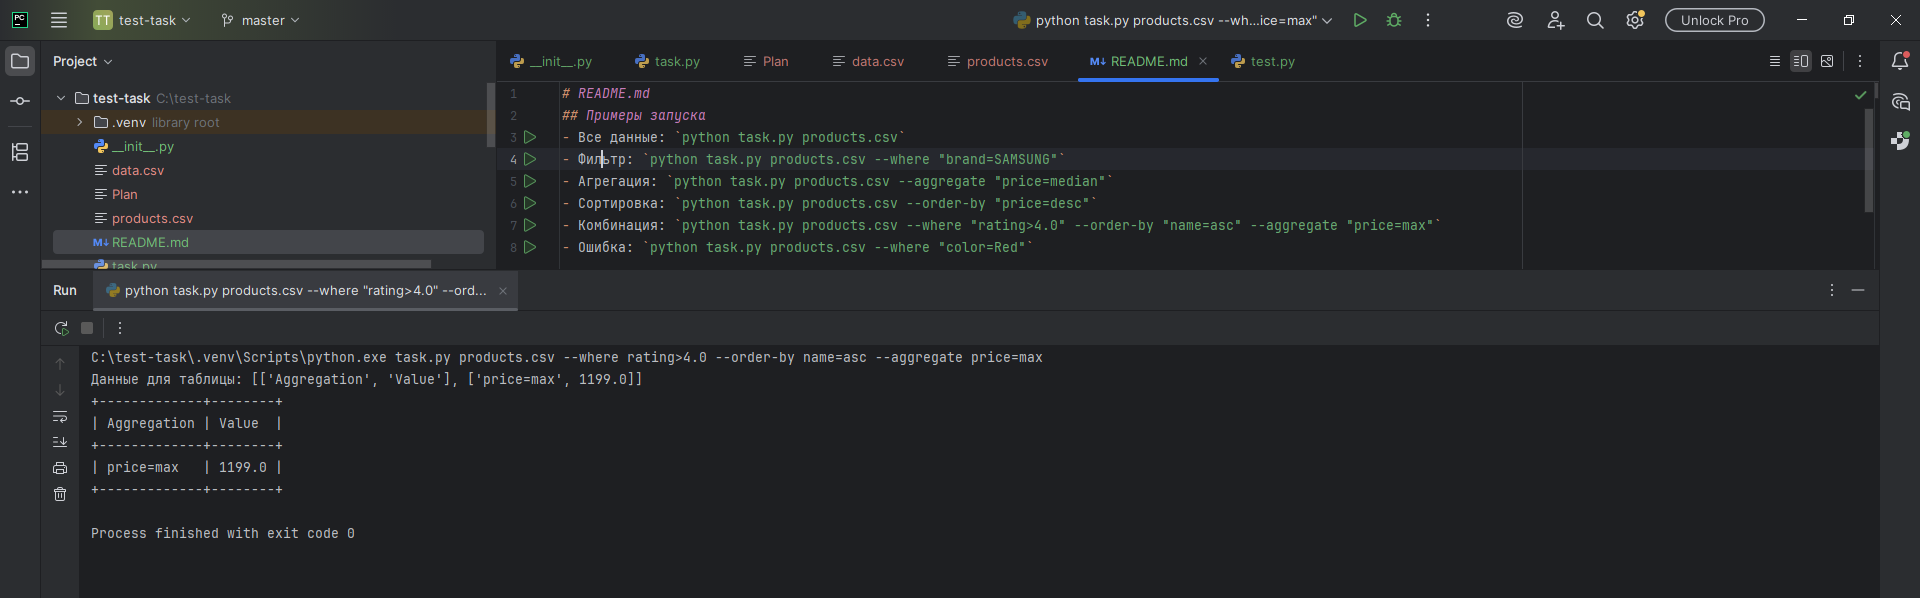 PC TT test-task master python task.py products.csv --wh...ice=max" Unlock Pro
Project
__init__.py task.py Plan data.csv products.csv M↓ README.md test.py
test-task C:\test-task
.venv library root
__init__.py
data.csv
Plan
products.csv
M↓ README.md
task.py
1 # README.md
2 ## Примеры запуска
3 - Все данные: `python task.py products.csv`
4 - Фильтр: `python task.py products.csv --where "brand=SAMSUNG"`
5 - Агрегация: `python task.py products.csv --aggregate "price=median"`
6 - Сортировка: `python task.py products.csv --order-by "price=desc"`
7 - Комбинация: `python task.py products.csv --where "rating>4.0" --order-by "name=asc" --aggregate "price=max"`
8 - Ошибка: `python task.py products.csv --where "color=Red"`
Run python task.py products.csv --where "rating>4.0" --ord...
C:\test-task\.venv\Scripts\python.exe task.py products.csv --where rating>4.0 --order-by name=asc --aggregate price=max
Данные для таблицы: [['Aggregation', 'Value'], ['price=max', 1199.0]]
+-------------+--------+
| Aggregation | Value  |
+-------------+--------+
| price=max   | 1199.0 |
+-------------+--------+
Process finished with exit code 0